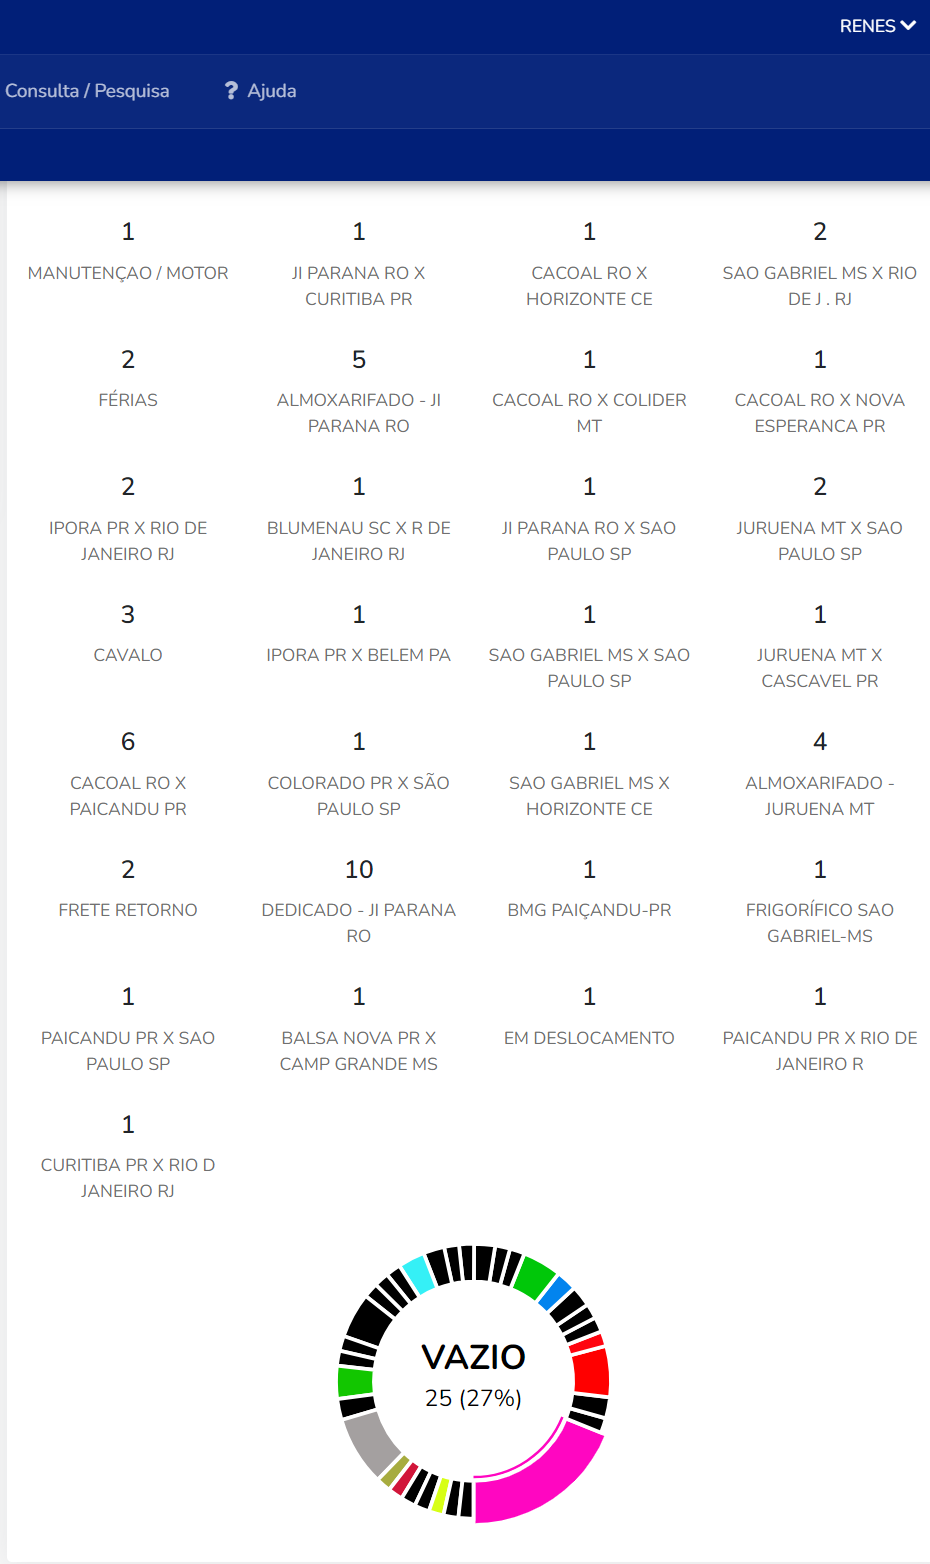 RENES
Consulta / Pesquisa
? Ajuda
1
MANUTENÇAO / MOTOR
1
JI PARANA RO X
CURITIBA PR
1
CACOAL RO X
HORIZONTE CE
2
SAO GABRIEL MS X RIO
DE J . RJ
2
FÉRIAS
5
ALMOXARIFADO - JI
PARANA RO
1
CACOAL RO X COLIDER
MT
1
CACOAL RO X NOVA
ESPERANCA PR
2
IPORA PR X RIO DE
JANEIRO RJ
1
BLUMENAU SC X R DE
JANEIRO RJ
1
JI PARANA RO X SAO
PAULO SP
2
JURUENA MT X SAO
PAULO SP
3
CAVALO
1
IPORA PR X BELEM PA
1
SAO GABRIEL MS X SAO
PAULO SP
1
JURUENA MT X
CASCAVEL PR
6
CACOAL RO X
PAICANDU PR
1
COLORADO PR X SÃO
PAULO SP
1
SAO GABRIEL MS X
HORIZONTE CE
4
ALMOXARIFADO -
JURUENA MT
2
FRETE RETORNO
10
DEDICADO - JI PARANA
RO
1
BMG PAIÇANDU-PR
1
FRIGORÍFICO SAO
GABRIEL-MS
1
PAICANDU PR X SAO
PAULO SP
1
BALSA NOVA PR X
CAMP GRANDE MS
1
EM DESLOCAMENTO
1
PAICANDU PR X RIO DE
JANEIRO R
1
CURITIBA PR X RIO D
JANEIRO RJ
VAZIO
25 (27%)